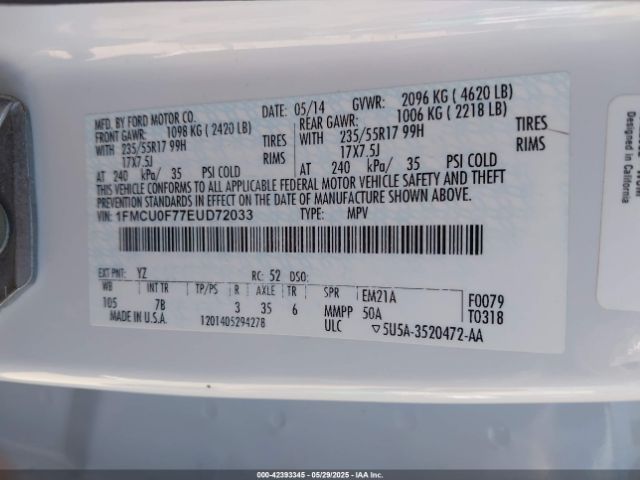 MFD. BY FORD MOTOR CO. DATE: 05/14 GVWR: 2096 KG ( 4620 LB)
FRONT GAWR: 1098 KG ( 2420 LB) REAR GAWR: 1006 KG ( 2218 LB)
WITH 235/55R17 99H TIRES WITH 235/55R17 99H TIRES
17X7.5J RIMS 17X7.5J RIMS
AT 240 kPa/ 35 PSI COLD AT 240 kPa/ 35 PSI COLD
THIS VEHICLE CONFORMS TO ALL APPLICABLE FEDERAL MOTOR VEHICLE SAFETY AND THEFT
PREVENTION STANDARDS IN EFFECT ON THE DATE OF MANUFACTURE SHOWN ABOVE.
VIN: 1FMCU0F77EUD72033 TYPE: MPV
EXT PNT: YZ RC: 52 DSO:
WB INT TR TP/PS R AXLE TR SPR EM21A F0079
105 7B 3 35 6 MMPP 50A T0318
MADE IN U.S.A. 1201405294278 ULC 5U5A-3520472-AA
Designed in California
000-42393345 - 05/29/2025 - IAAI.COM